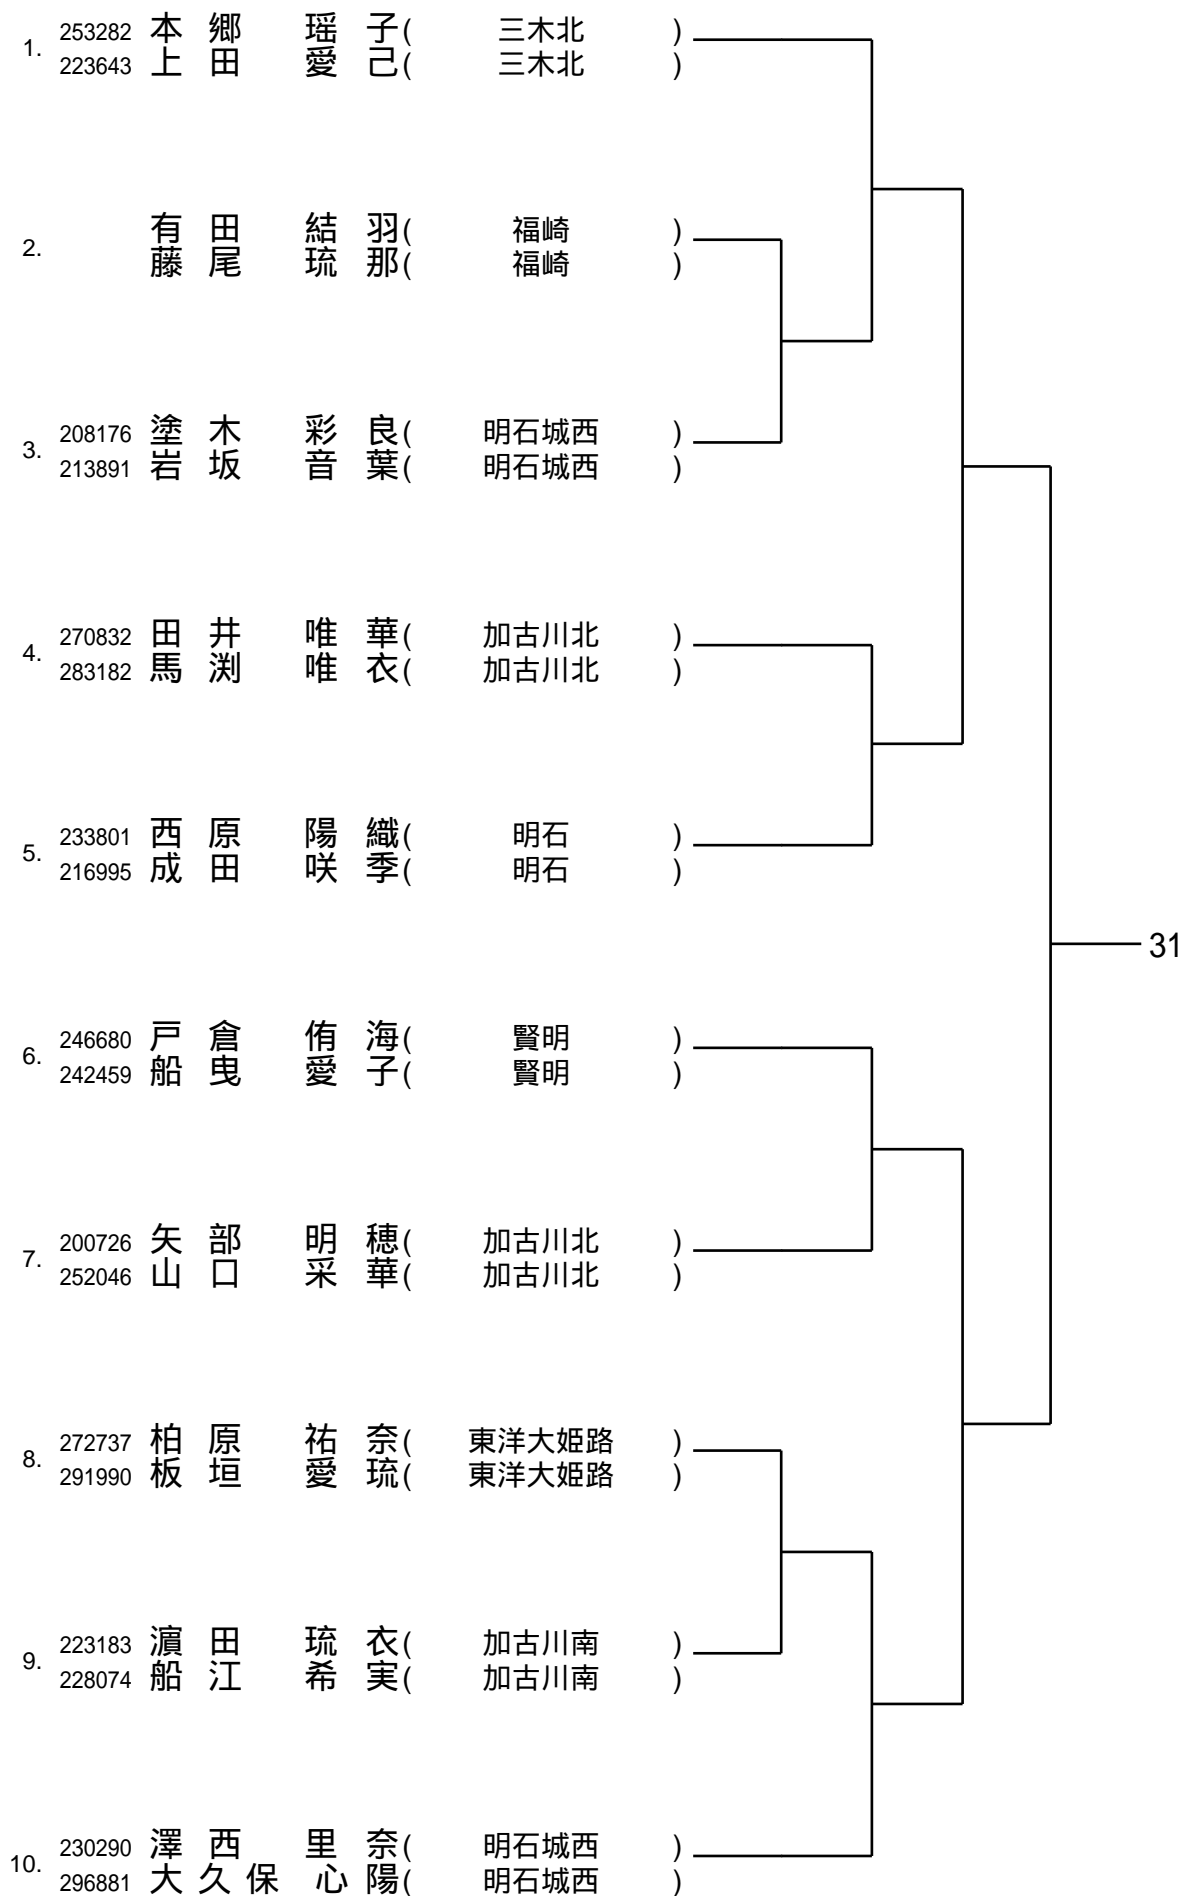 1. 253282 本郷 瑶子( 三木北 )
223643 上田 愛己( 三木北 )
2. 有田 結羽( 福崎 )
藤尾 琉那( 福崎 )
3. 208176 塗木 彩良( 明石城西 )
213891 岩坂 音葉( 明石城西 )
4. 270832 田井 唯華( 加古川北 )
283182 馬渕 唯衣( 加古川北 )
5. 233801 西原 陽織( 明石 )
216995 成田 咲季( 明石 )
31
6. 246680 戸倉 侑海( 賢明 )
242459 船曳 愛子( 賢明 )
7. 200726 矢部 明穂( 加古川北 )
252046 山口 采華( 加古川北 )
8. 272737 柏原 祐奈( 東洋大姫路 )
291990 板垣 愛琉( 東洋大姫路 )
9. 223183 濵田 琉衣( 加古川南 )
228074 船江 希実( 加古川南 )
10. 230290 澤西 里奈( 明石城西 )
296881 大久保 心陽( 明石城西 )